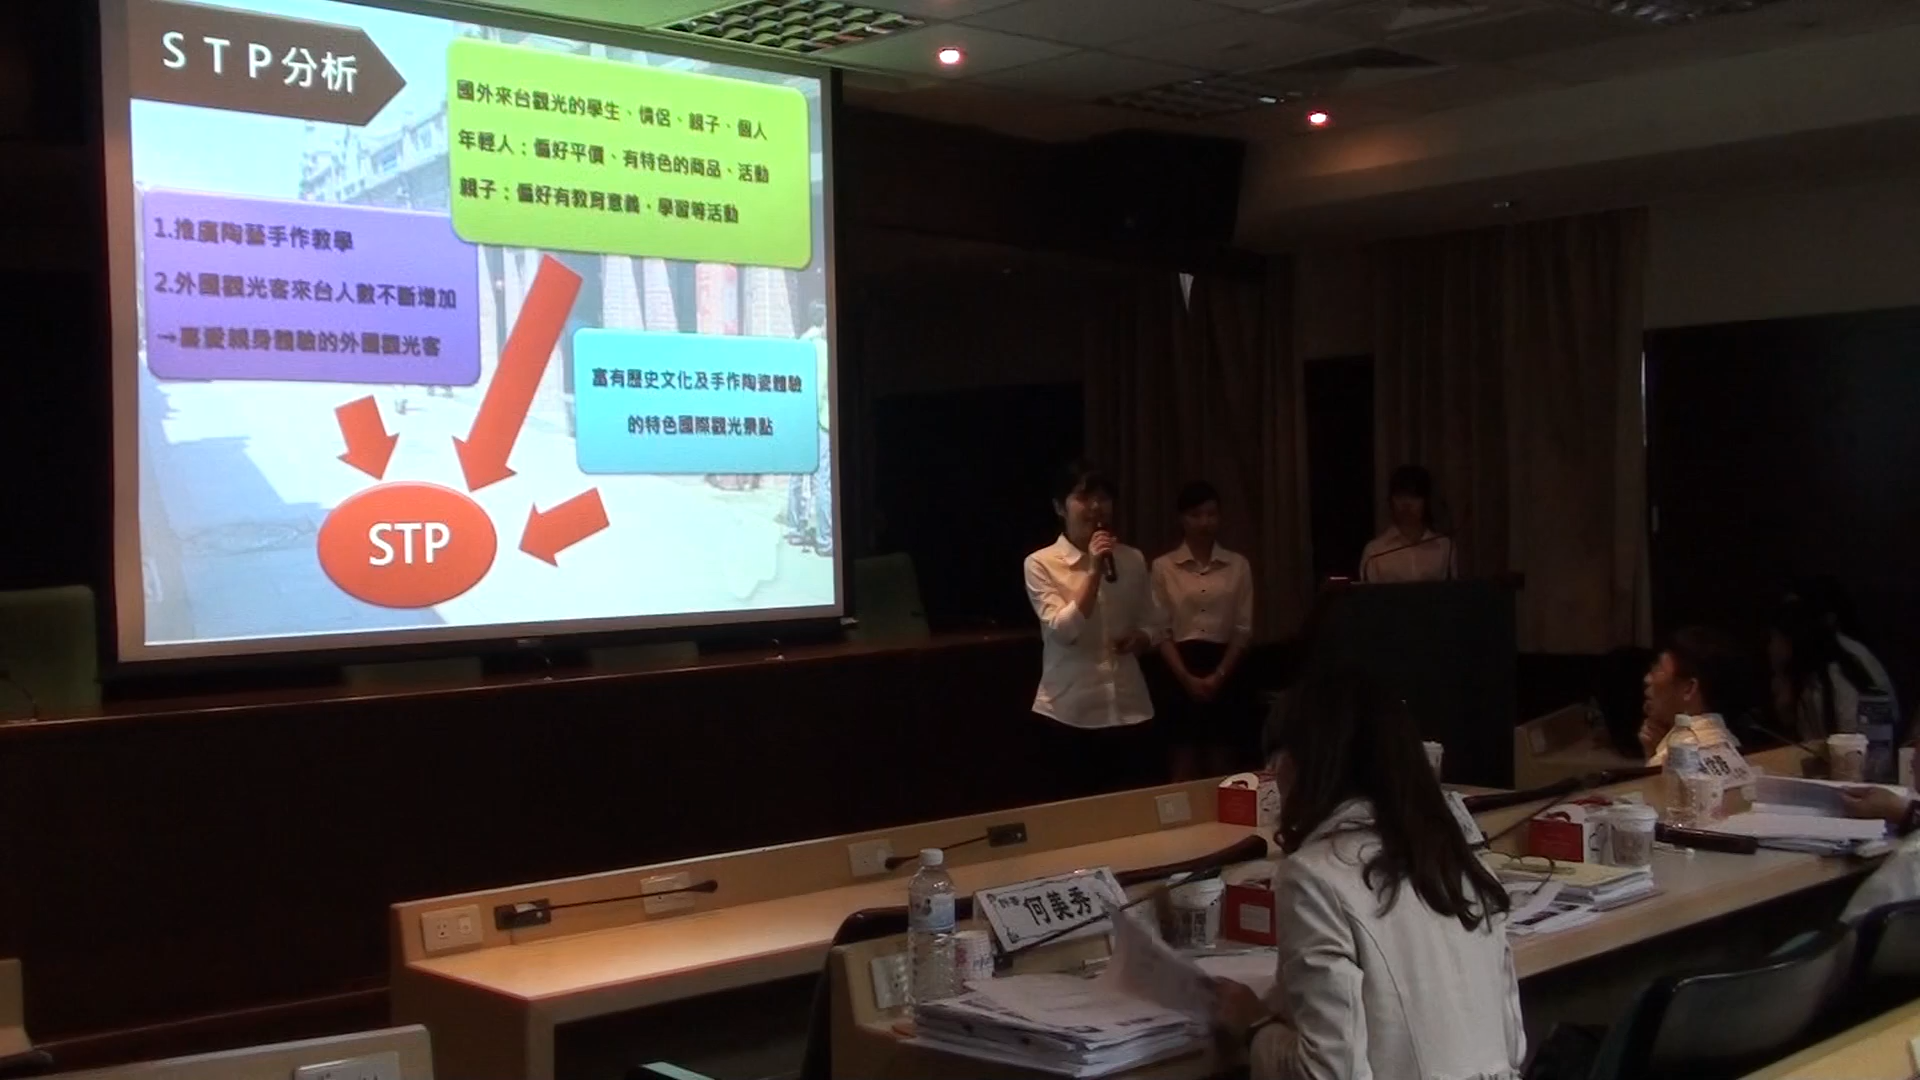 STP分析
國外來台觀光的學生、情侶、親子、個人
年輕人:偏好平價、有特色的商品、活動
親子:偏好有教育意義、學習等活動
1.推廣陶藝手作教學
2.外國觀光客來台人數不斷增加
→喜愛親身體驗的外國觀光客
富有歷史文化及手作陶瓷體驗
的特色國際觀光景點
STP
何美秀